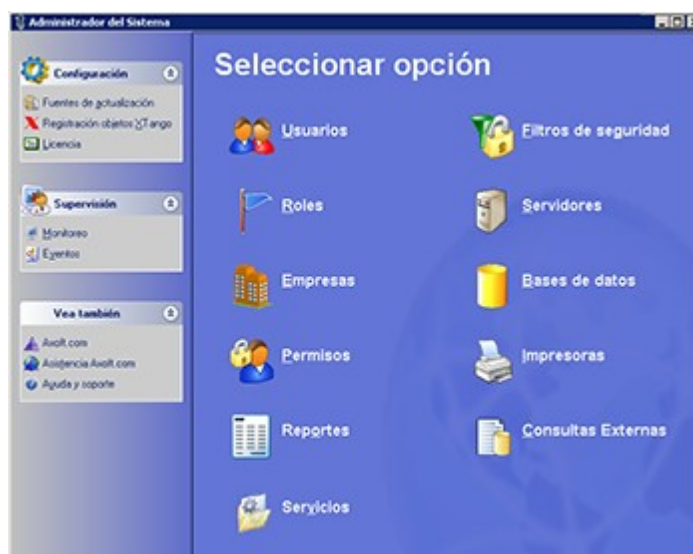 Administrador del Sistema
Configuración
Fuentes de actualización
Registración objetos XTango
Licencia
Supervisión
Monitoreo
Eventos
Vea también
Axoft.com
Asistencia Axoft.com
Ayuda y soporte
Seleccionar opción
Usuarios
Filtros de seguridad
Roles
Servidores
Empresas
Bases de datos
Permisos
Impresoras
Reportes
Consultas Externas
Servicios